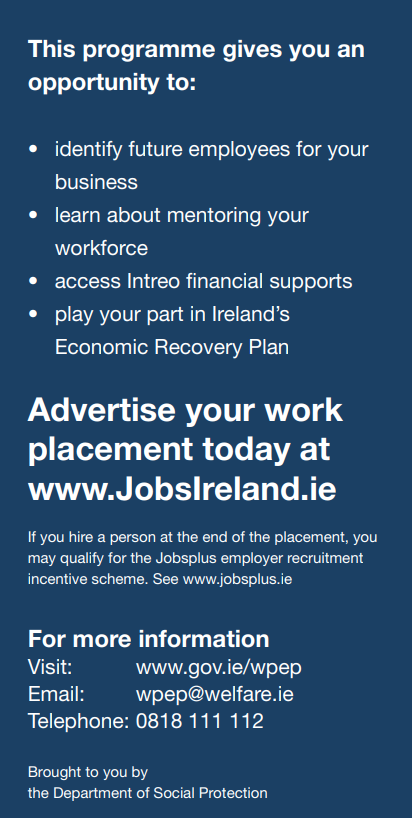 This programme gives you an
opportunity to:
• identify future employees for your
business
• learn about mentoring your
workforce
• access Intreo financial supports
• play your part in Ireland’s
Economic Recovery Plan
Advertise your work
placement today at
www.JobsIreland.ie
If you hire a person at the end of the placement, you
may qualify for the Jobsplus employer recruitment
incentive scheme. See www.jobsplus.ie
For more information
Visit: www.gov.ie/wpep
Email: wpep@welfare.ie
Telephone: 0818 111 112
Brought to you by
the Department of Social Protection